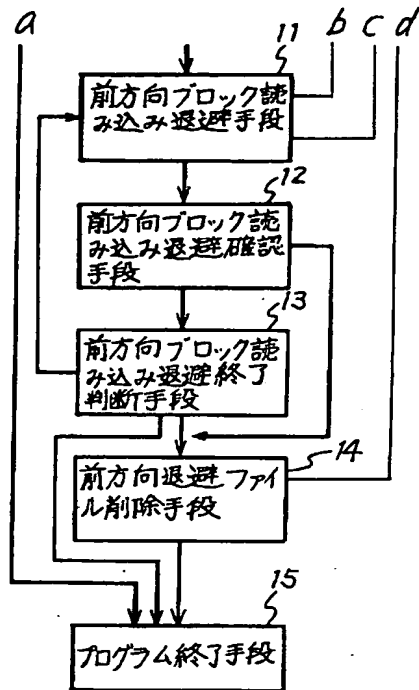 a
b c d
11
前方向ブロック読
み込み退避手段
12
前方向ブロック読
み込み退避確認
手段
13
前方向ブロック読
み込み退避終了
判断手段
14
前方向退避ファイ
ル削除手段
15
プログラム終了手段